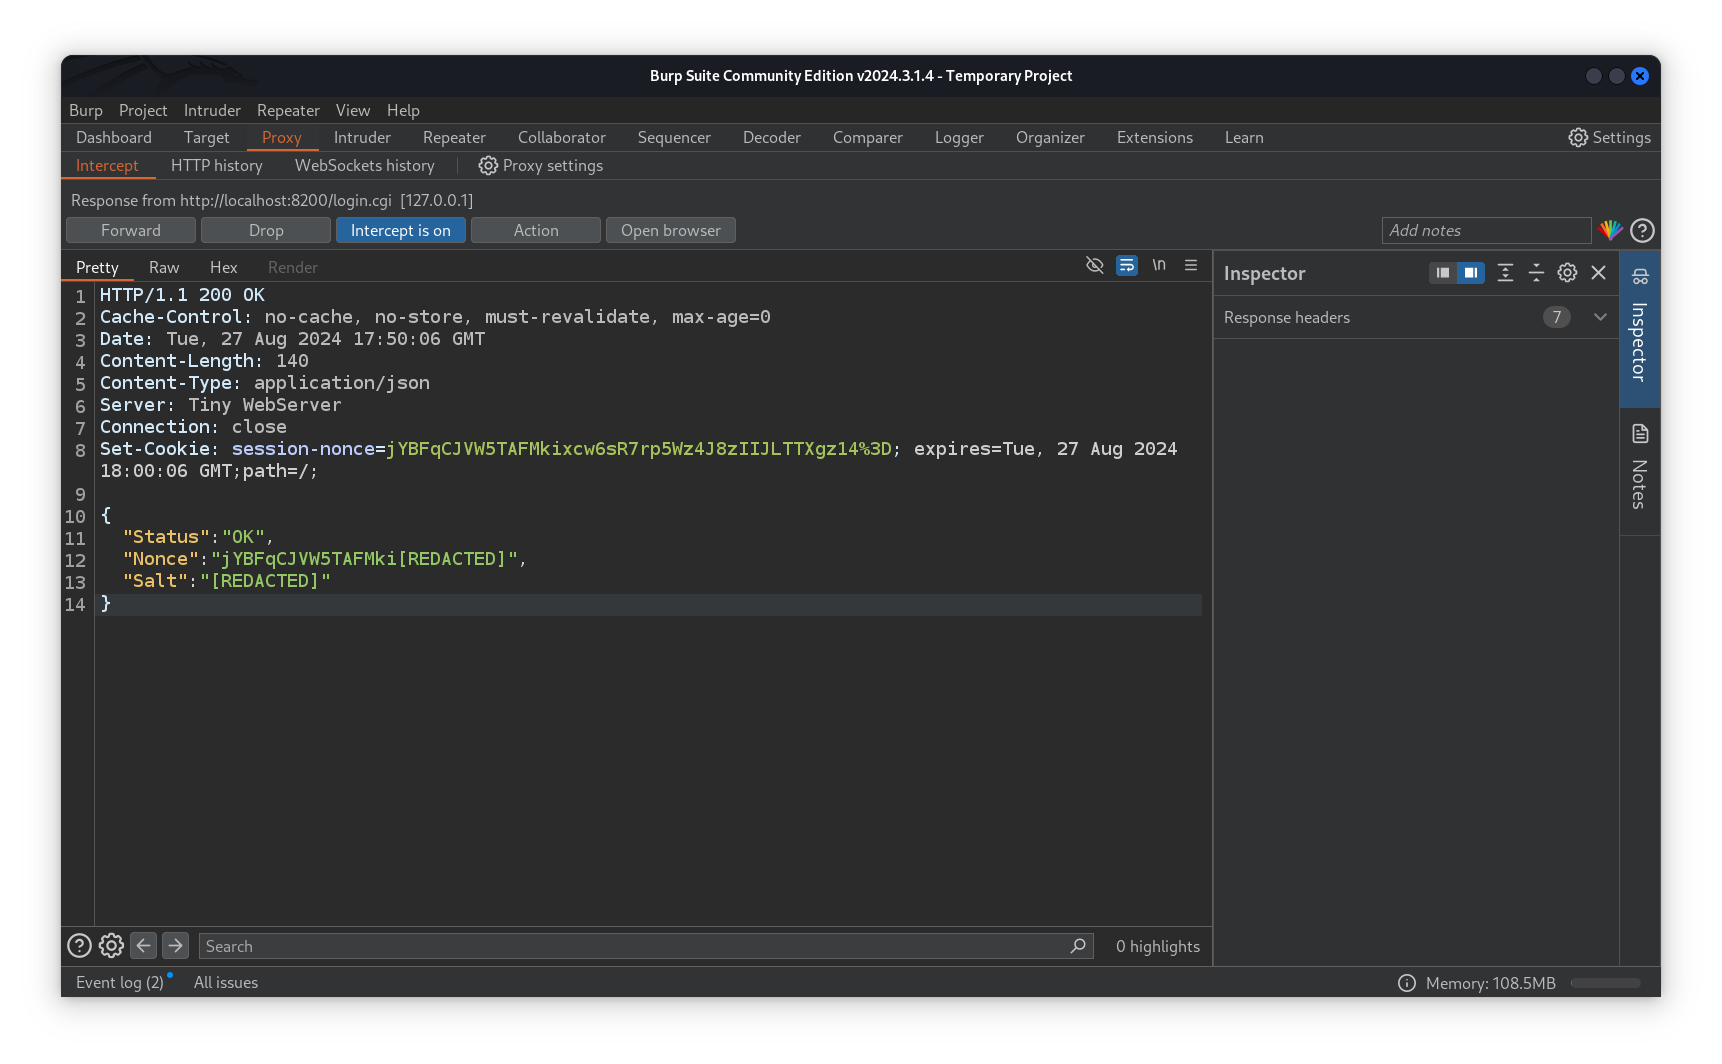 Burp Suite Community Edition v2024.3.1.4 - Temporary Project
Burp Project Intruder Repeater View Help
Dashboard Target Proxy Intruder Repeater Collaborator Sequencer Decoder Comparer Logger Organizer Extensions Learn Settings
Intercept HTTP history WebSockets history Proxy settings
Response from http://localhost:8200/login.cgi [127.0.0.1]
Forward Drop Intercept is on Action Open browser Add notes
Pretty Raw Hex Render \n
Inspector
Response headers 7
Inspector
Notes
1 HTTP/1.1 200 OK
2 Cache-Control: no-cache, no-store, must-revalidate, max-age=0
3 Date: Tue, 27 Aug 2024 17:50:06 GMT
4 Content-Length: 140
5 Content-Type: application/json
6 Server: Tiny WebServer
7 Connection: close
8 Set-Cookie: session-nonce=jYBFqCJVW5TAFMkixcw6sR7rp5Wz4J8zIIJLTTXgz14%3D; expires=Tue, 27 Aug 2024
18:00:06 GMT;path=/;
9
10 {
11 "Status":"OK",
12 "Nonce":"jYBFqCJVW5TAFMki[REDACTED]",
13 "Salt":"[REDACTED]"
14 }
Search 0 highlights
Event log (2) All issues Memory: 108.5MB